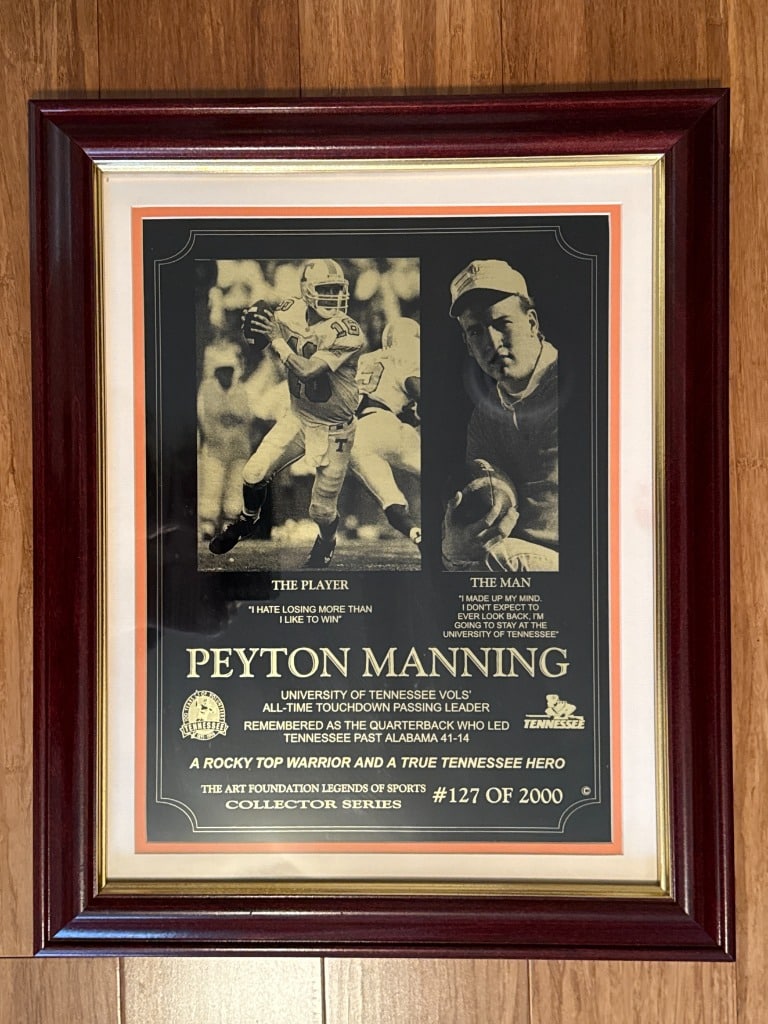 18
18
T
THE PLAYER
"I HATE LOSING MORE THAN
I LIKE TO WIN"
THE MAN
"I MADE UP MY MIND.
I DON'T EXPECT TO
EVER LOOK BACK, I'M
GOING TO STAY AT THE
UNIVERSITY OF TENNESSEE"
PEYTON MANNING
UNIVERSITY OF TENNESSEE VOLS'
ALL-TIME TOUCHDOWN PASSING LEADER
REMEMBERED AS THE QUARTERBACK WHO LED
TENNESSEE PAST ALABAMA 41-14
TENNESSEE
TENNESSEE
A ROCKY TOP WARRIOR AND A TRUE TENNESSEE HERO
THE ART FOUNDATION LEGENDS OF SPORTS
COLLECTOR SERIES
#127 OF 2000 ©